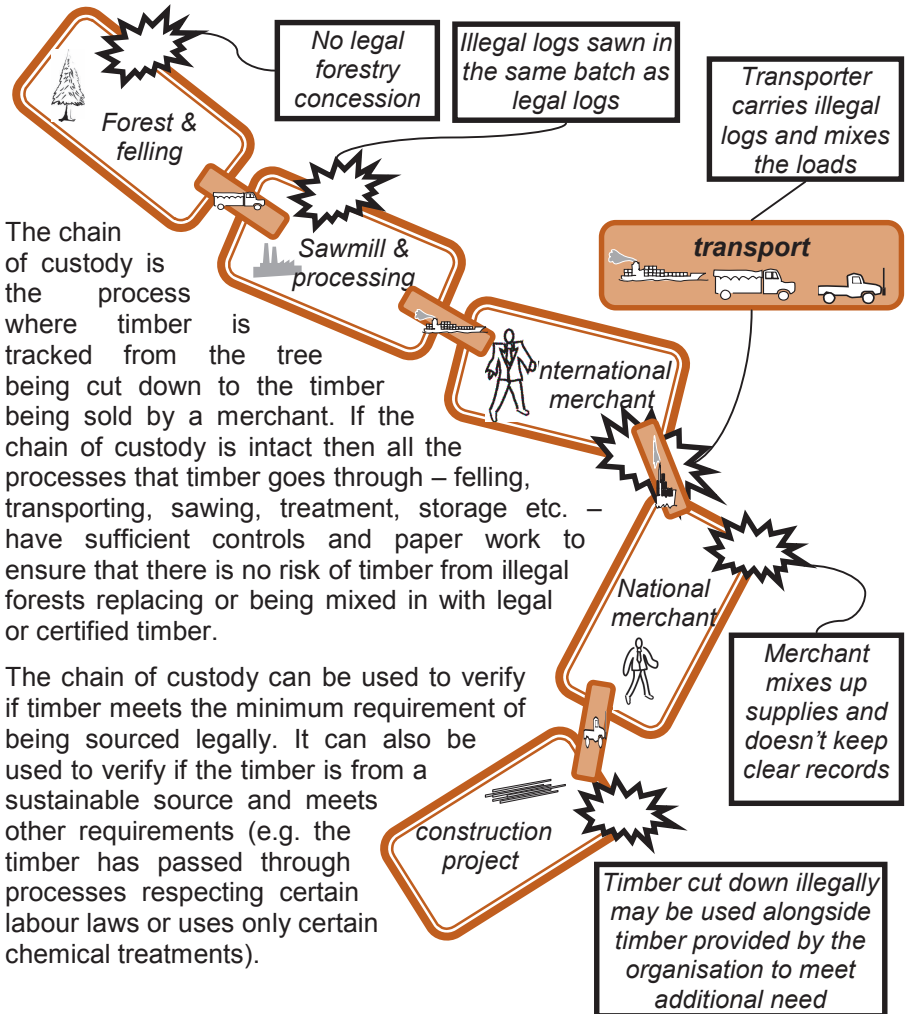 No legal
forestry
concession
Illegal logs sawn in
the same batch as
legal logs
Transporter
carries illegal
logs and mixes
the loads
Forest &
felling
transport
Sawmill &
processing
nternational
merchant
National
merchant
Merchant
mixes up
supplies and
doesn't keep
clear records
construction
project
Timber cut down illegally
may be used alongside
timber provided by the
organisation to meet
additional need
The chain
of custody is
the process
where timber is
tracked from the tree
being cut down to the timber
being sold by a merchant. If the
chain of custody is intact then all the
processes that timber goes through – felling,
transporting, sawing, treatment, storage etc. –
have sufficient controls and paper work to
ensure that there is no risk of timber from illegal
forests replacing or being mixed in with legal
or certified timber.
The chain of custody can be used to verify
if timber meets the minimum requirement of
being sourced legally. It can also be
used to verify if the timber is from a
sustainable source and meets
other requirements (e.g. the
timber has passed through
processes respecting certain
labour laws or uses only certain
chemical treatments).